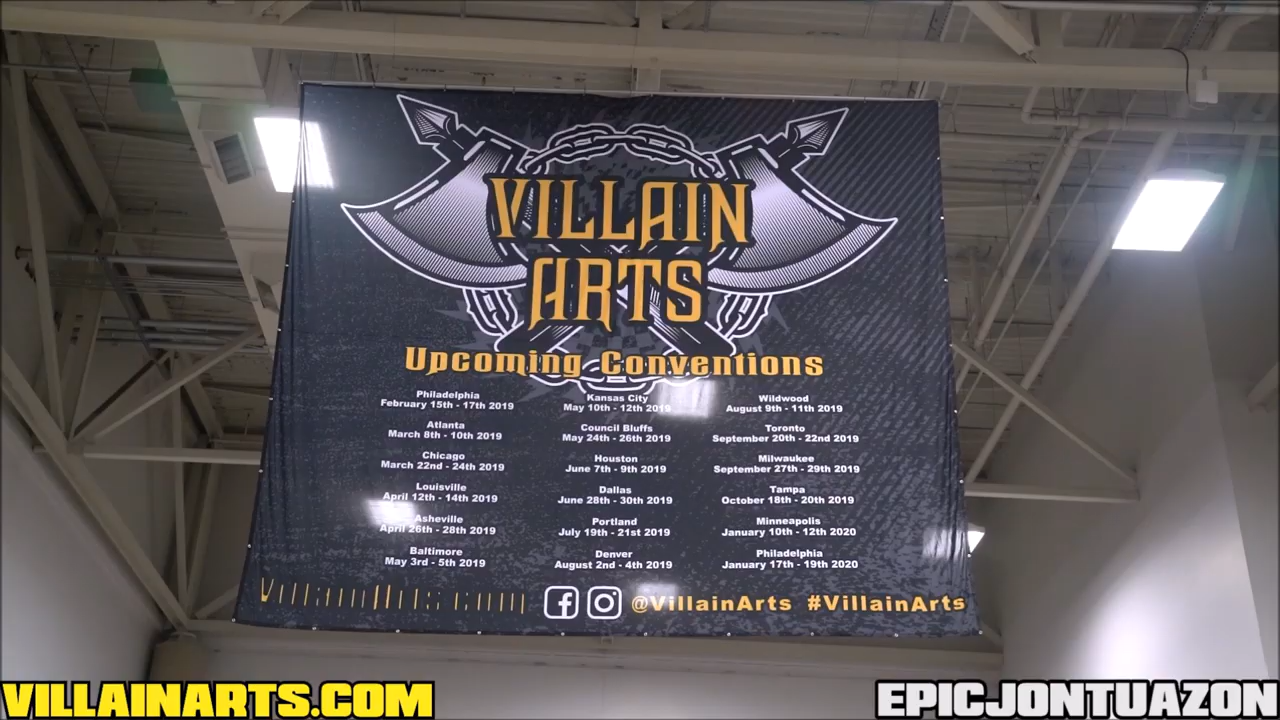 VILLAIN
ARTS
Upcoming Conventions
Philadelphia
February 15th - 17th 2019
Atlanta
March 8th - 10th 2019
Chicago
March 22nd - 24th 2019
Louisville
April 12th - 14th 2019
Asheville
April 26th - 28th 2019
Baltimore
May 3rd - 5th 2019
Kansas City
May 10th - 12th 2019
Council Bluffs
May 24th - 26th 2019
Houston
June 7th - 9th 2019
Dallas
June 28th - 30th 2019
Portland
July 19th - 21st 2019
Denver
August 2nd - 4th 2019
Wildwood
August 9th - 11th 2019
Toronto
September 20th - 22nd 2019
Milwaukee
September 27th - 29th 2019
Tampa
October 18th - 20th 2019
Minneapolis
January 10th - 12th 2020
Philadelphia
January 17th - 19th 2020
VillainArts.com @VillainArts #VillainArts
VILLAINARTS.COM
EPICJONTUAZON